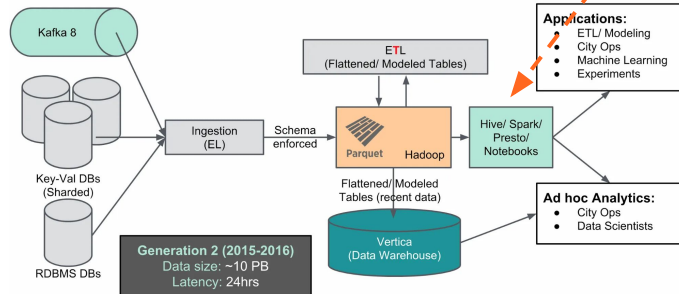 Kafka 8
Key-Val DBs
(Sharded)
RDBMS DBs
Ingestion
(EL)
Schema
enforced
ETL
(Flattened/ Modeled Tables)
Parquet
Hadoop
Flattened/ Modeled
Tables (recent data)
Vertica
(Data Warehouse)
Hive/ Spark/
Presto/
Notebooks
Applications:
● ETL/ Modeling
● City Ops
● Machine Learning
● Experiments
Ad hoc Analytics:
● City Ops
● Data Scientists
Generation 2 (2015-2016)
Data size: ~10 PB
Latency: 24hrs